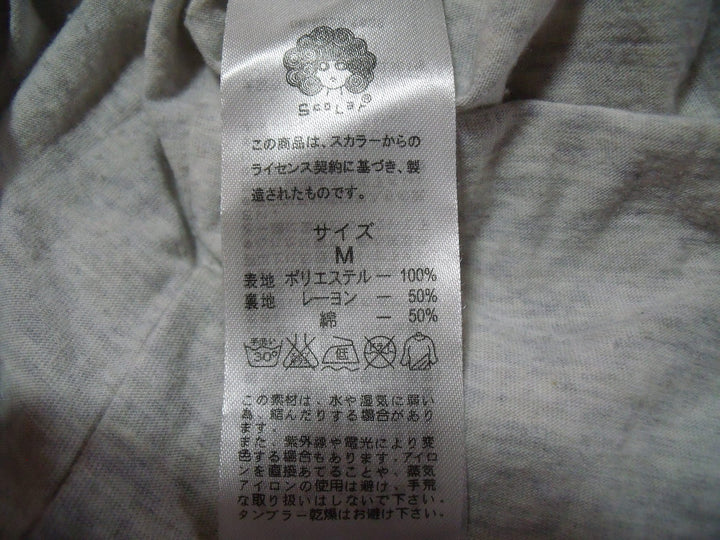 ScoLar®
この商品は、スカラーからの
ライセンス契約に基づき、製
造されたものです。
サイズ
M
表地 ポリエステル — 100%
裏地 レーヨン — 50%
綿 — 50%
手洗い 30° 低 ドライ
この素材は、水や湿気に弱い
為、縮んだりする場合があり
ます。
また、紫外線や電光により変
色する場合もあります。アイロ
ンを直接あてることや、蒸気
アイロンの使用は避け、手荒
な取り扱いはしないで下さい。
タンブラー乾燥はお避け下さい。